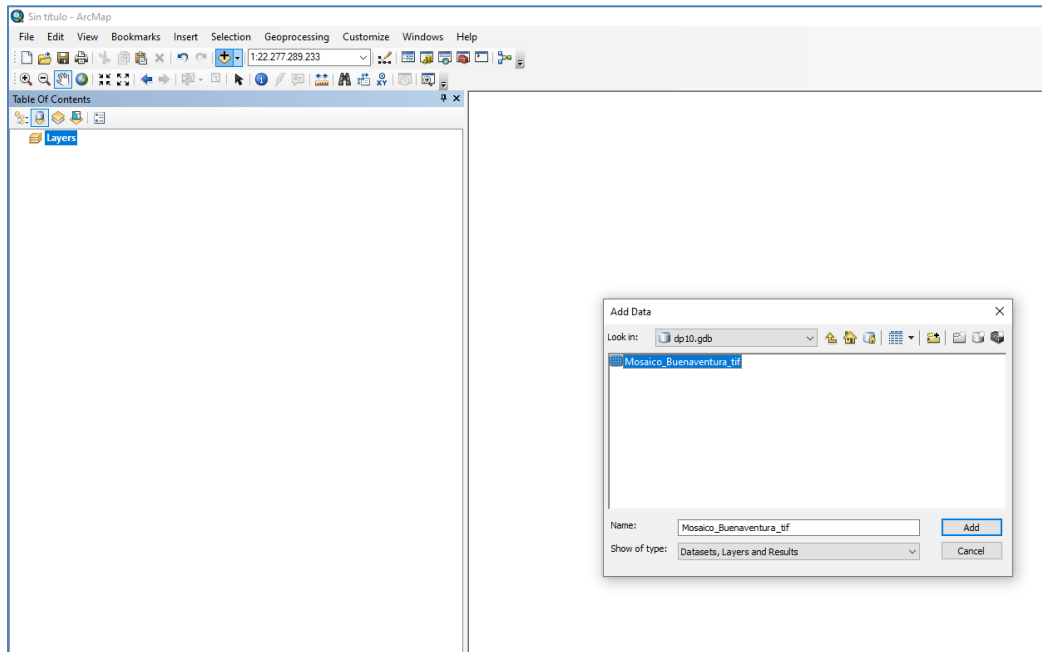 Sin título - ArcMap
File Edit View Bookmarks Insert Selection Geoprocessing Customize Windows Help
1:22.277.289.233
Table Of Contents
Layers
Add Data
Look in: dp10.gdb
Mosaico_Buenaventura_tif
Name: Mosaico_Buenaventura_tif Add
Show of type: Datasets, Layers and Results Cancel